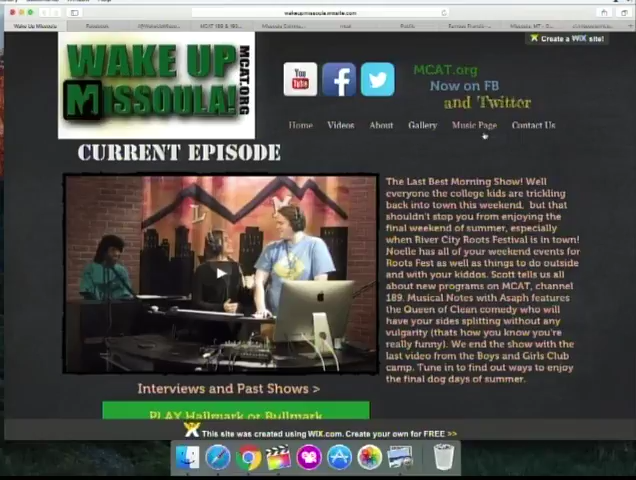 wakeupmissoula.wixsite.com
Wake Up Missoula
Facebook
Create a WiX site!
WAKE UP
MISSOULA!
MCAT.ORG
You
Tube
MCAT.org
Now on FB
and Twitter
Home Videos About Gallery Music Page Contact Us
CURRENT EPISODE
The Last Best Morning Show! Well
everyone the college kids are trickling
back into town this weekend, but that
shouldn't stop you from enjoying the
final weekend of summer, especially
when River City Roots Festival is in town!
Noelle has all of your weekend events for
Roots Fest as well as things to do outside
and with your kiddos. Scott tells us all
about new programs on MCAT, channel
189. Musical Notes with Asaph features
the Queen of Clean comedy who will
have your sides splitting without any
vulgarity (thats how you know you're
really funny). We end the show with the
last video from the Boys and Girls Club
camp. Tune in to find out ways to enjoy
the final dog days of summer.
Interviews and Past Shows >
PLAY Hallmark or Bullmark
This site was created using WIX.com. Create your own for FREE >>